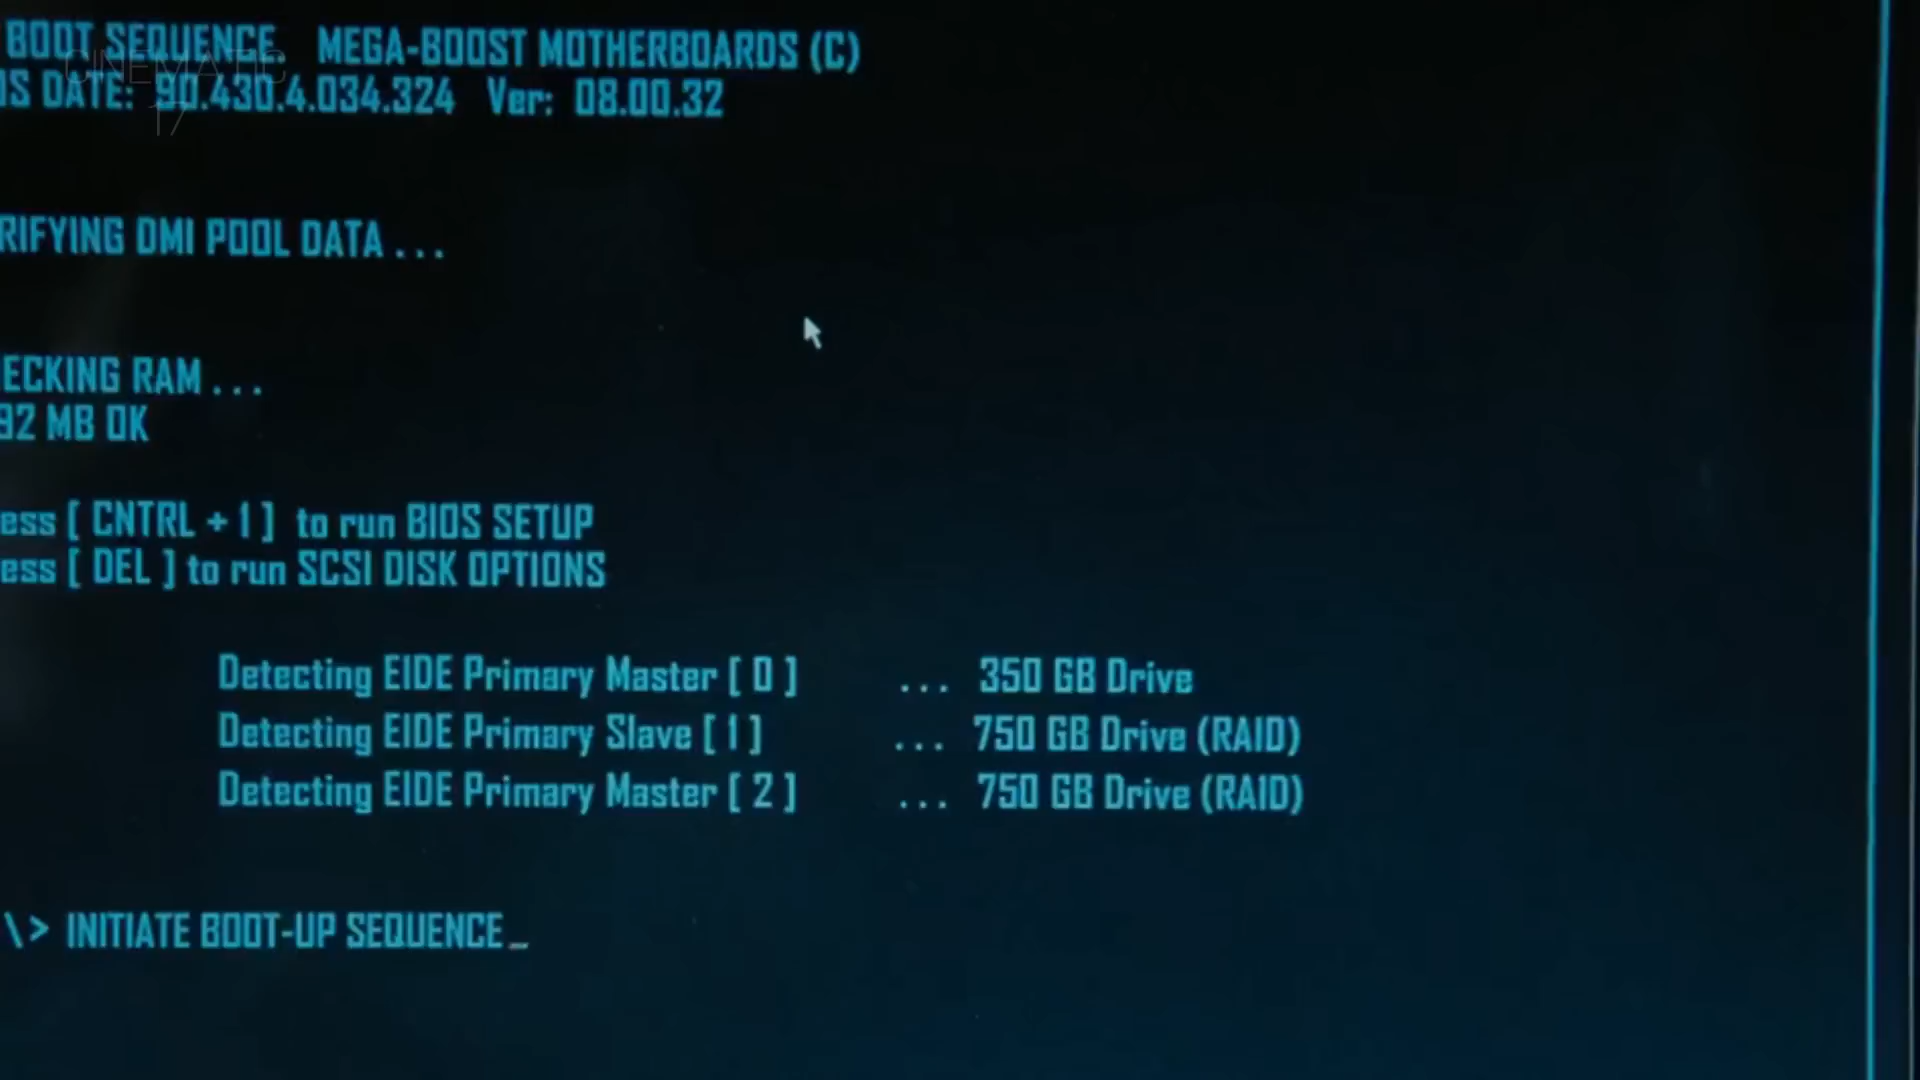 BOOT SEQUENCE. MEGA-BOOST MOTHERBOARDS (C)
CINEMATIC
OS DATE: 90.430.4.034.324 Ver: 08.00.32
17
RIFYING DMI POOL DATA . . .
ECKING RAM . . .
92 MB OK
ess [ CNTRL + 1 ] to run BIOS SETUP
ess [ DEL ] to run SCSI DISK OPTIONS
Detecting EIDE Primary Master [ 0 ] . . . 350 GB Drive
Detecting EIDE Primary Slave [ 1 ] . . . 750 GB Drive (RAID)
Detecting EIDE Primary Master [ 2 ] . . . 750 GB Drive (RAID)
\> INITIATE BOOT-UP SEQUENCE_